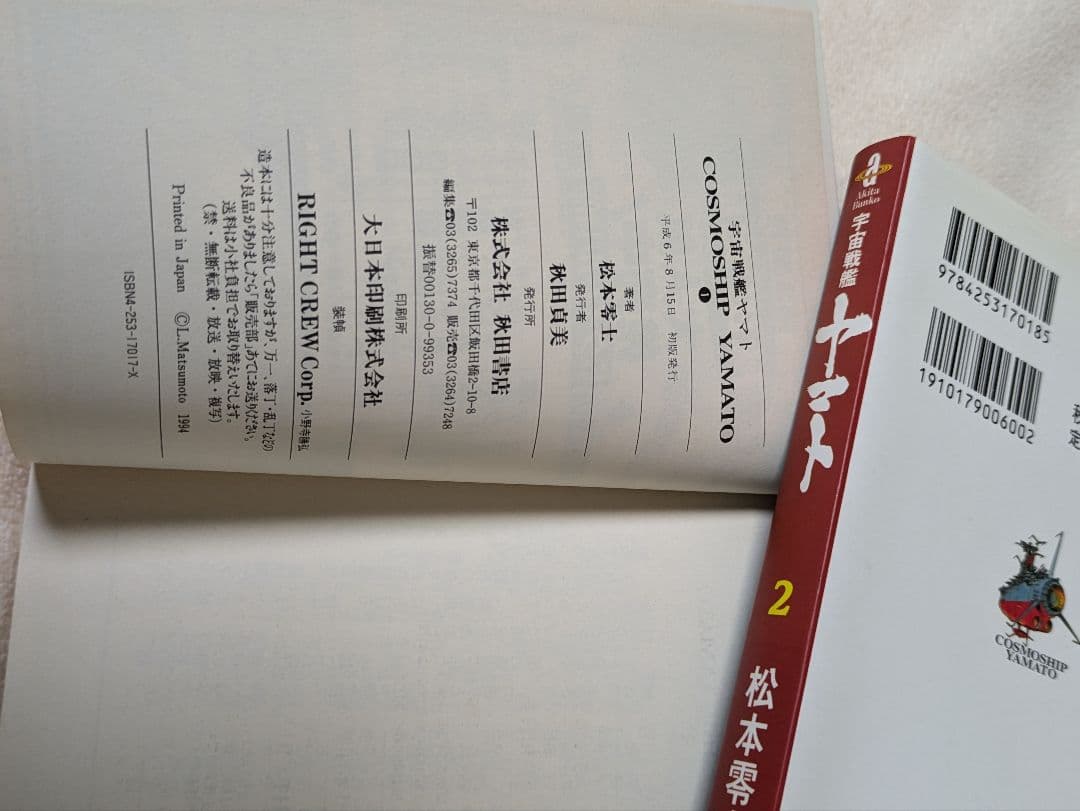 宇宙戦艦ヤマト
COSMOSHIP YAMATO
❶
平成6年8月15日 初版発行
著者
松本零士
発行者
秋田貞美
発行所
株式会社 秋田書店
〒102 東京都千代田区飯田橋2-10-8
編集☎03(3265)7374 販売☎03(3264)7248
振替00130-0-99353
印刷所
大日本印刷株式会社
装幀
RIGHT CREW Corp. 小野寺勝弘
造本には十分注意しておりますが、万一、落丁・乱丁などの
不良品がありましたら「販売部」あてにお送りください。
送料は小社負担でお取り替えいたします。
(禁・無断転載・放送・放映・複写)
Printed in Japan ©L.Matsumoto 1994
ISBN4-253-17017-X
a
Akita
Bunko
宇宙戦艦
ヤマト
2
松本零
9784253170185
1910179006002
定
COSMOSHIP
YAMATO